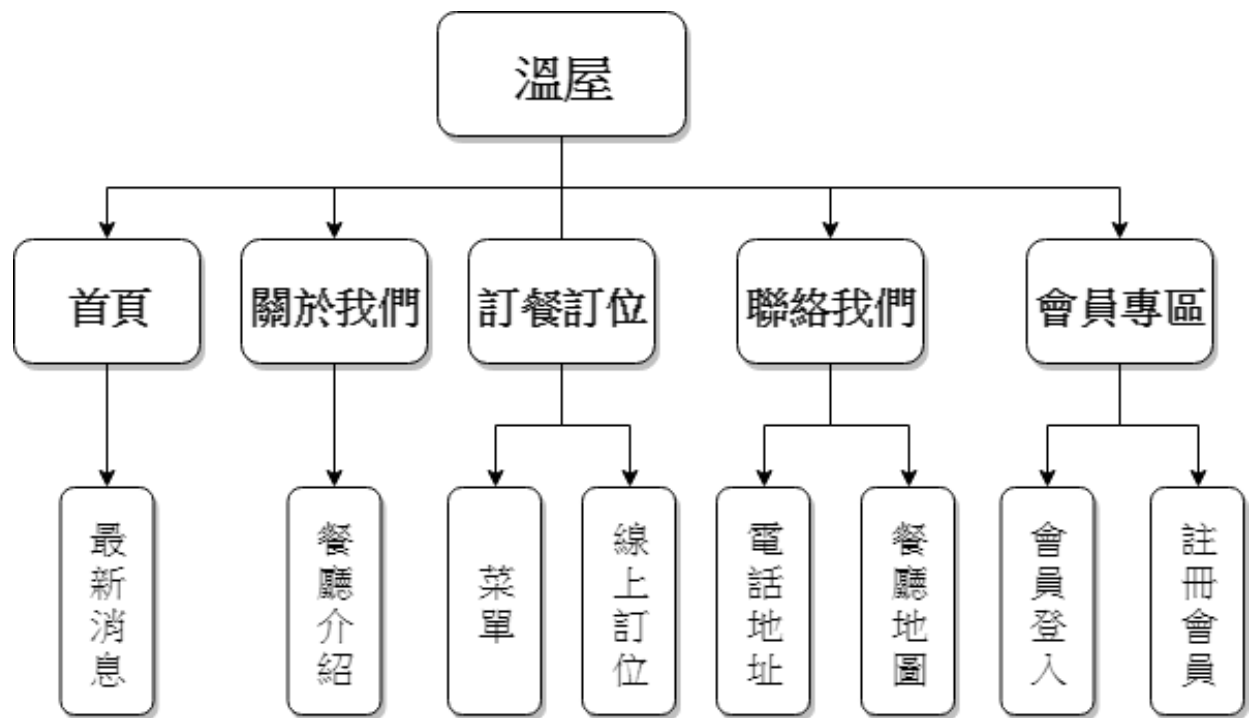 溫屋
首頁
關於我們
訂餐訂位
聯絡我們
會員專區
最新消息
餐廳介紹
菜單
線上訂位
電話地址
餐廳地圖
會員登入
註冊會員